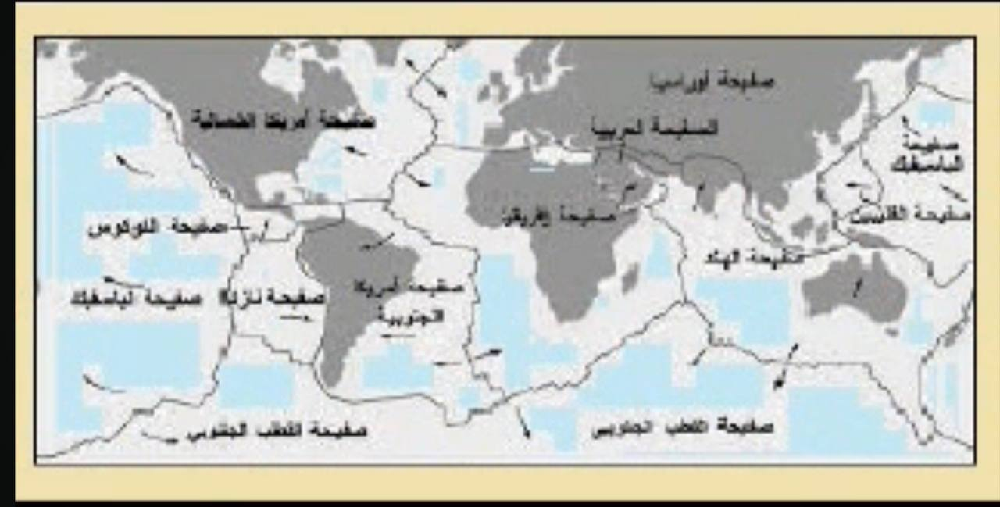 صفيحة أوراسيا
صفيحة أمريكا الشمالية
الصفيحة العربية
صفيحة
الباسفيك
صفيحة إفريقيا
صفيحة الفلبين
صفيحة الكوكوس
صفيحة الهند
صفيحة أمريكا
الجنوبية
صفيحة نازكا
صفيحة الباسفيك
صفيحة القطب الجنوبي
صفيحة القطب الجنوبي